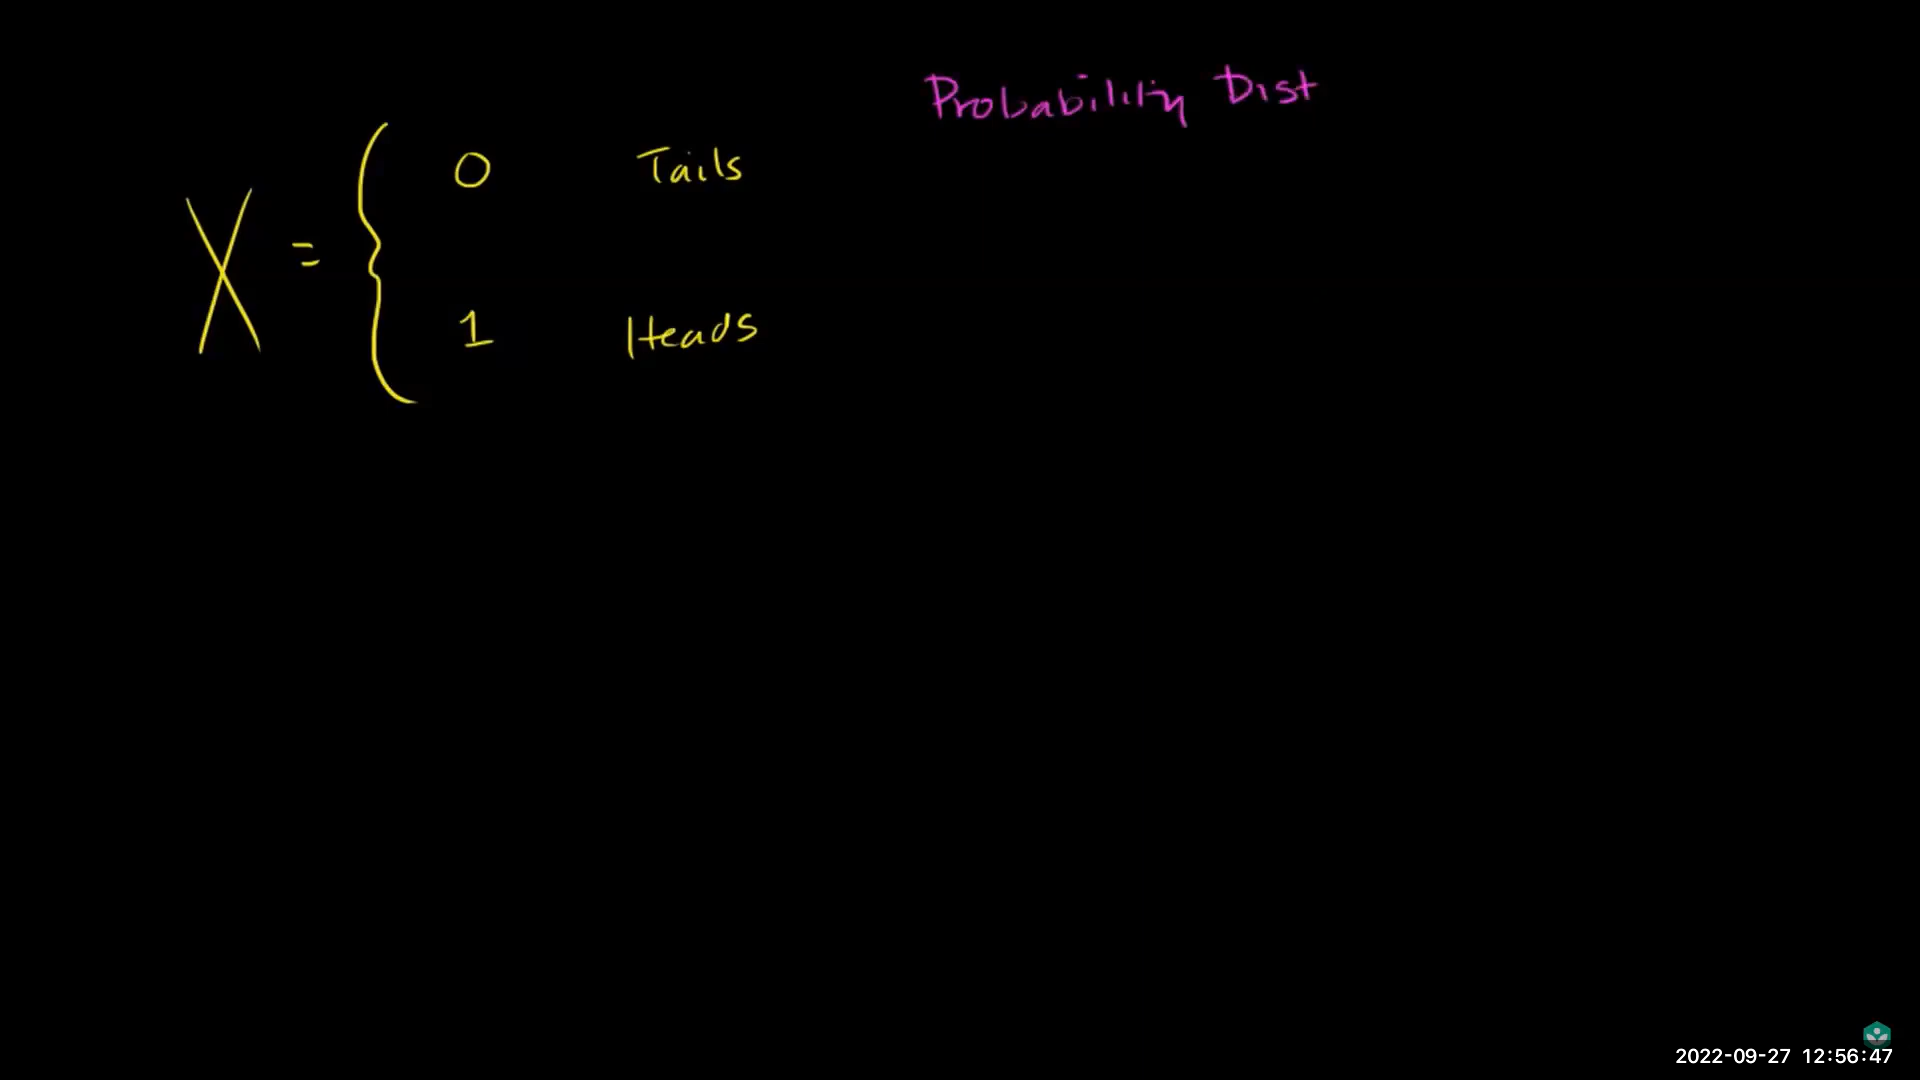 Probability Dist
0 Tails
X =
1 Heads
2022-09-27 12:56:47